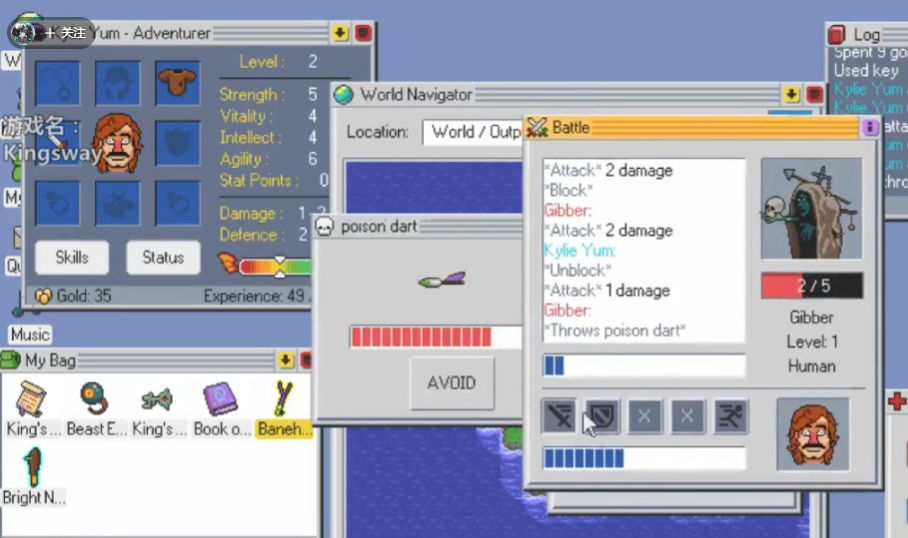 + 关注
Yum - Adventurer
Level: 2
Strength: 5
Vitality: 4
Intellect: 4
Agility: 6
Stat Points: 0
Damage: 1-2
Defence: 2
Skills
Status
Gold: 35
Experience: 49
游戏名：
Kingsway
Music
My Bag
King's ...
Beast E...
King's ...
Book o...
Baneh...
Bright N...
World Navigator
Location:
World / Outp
poison dart
AVOID
Battle
*Attack* 2 damage
*Block*
Gibber:
*Attack* 2 damage
Kylie Yum:
*Unblock*
*Attack* 1 damage
Gibber:
*Throws poison dart*
2 / 5
Gibber
Level: 1
Human
Log
Spent 9 go
Used key
Kylie Yum